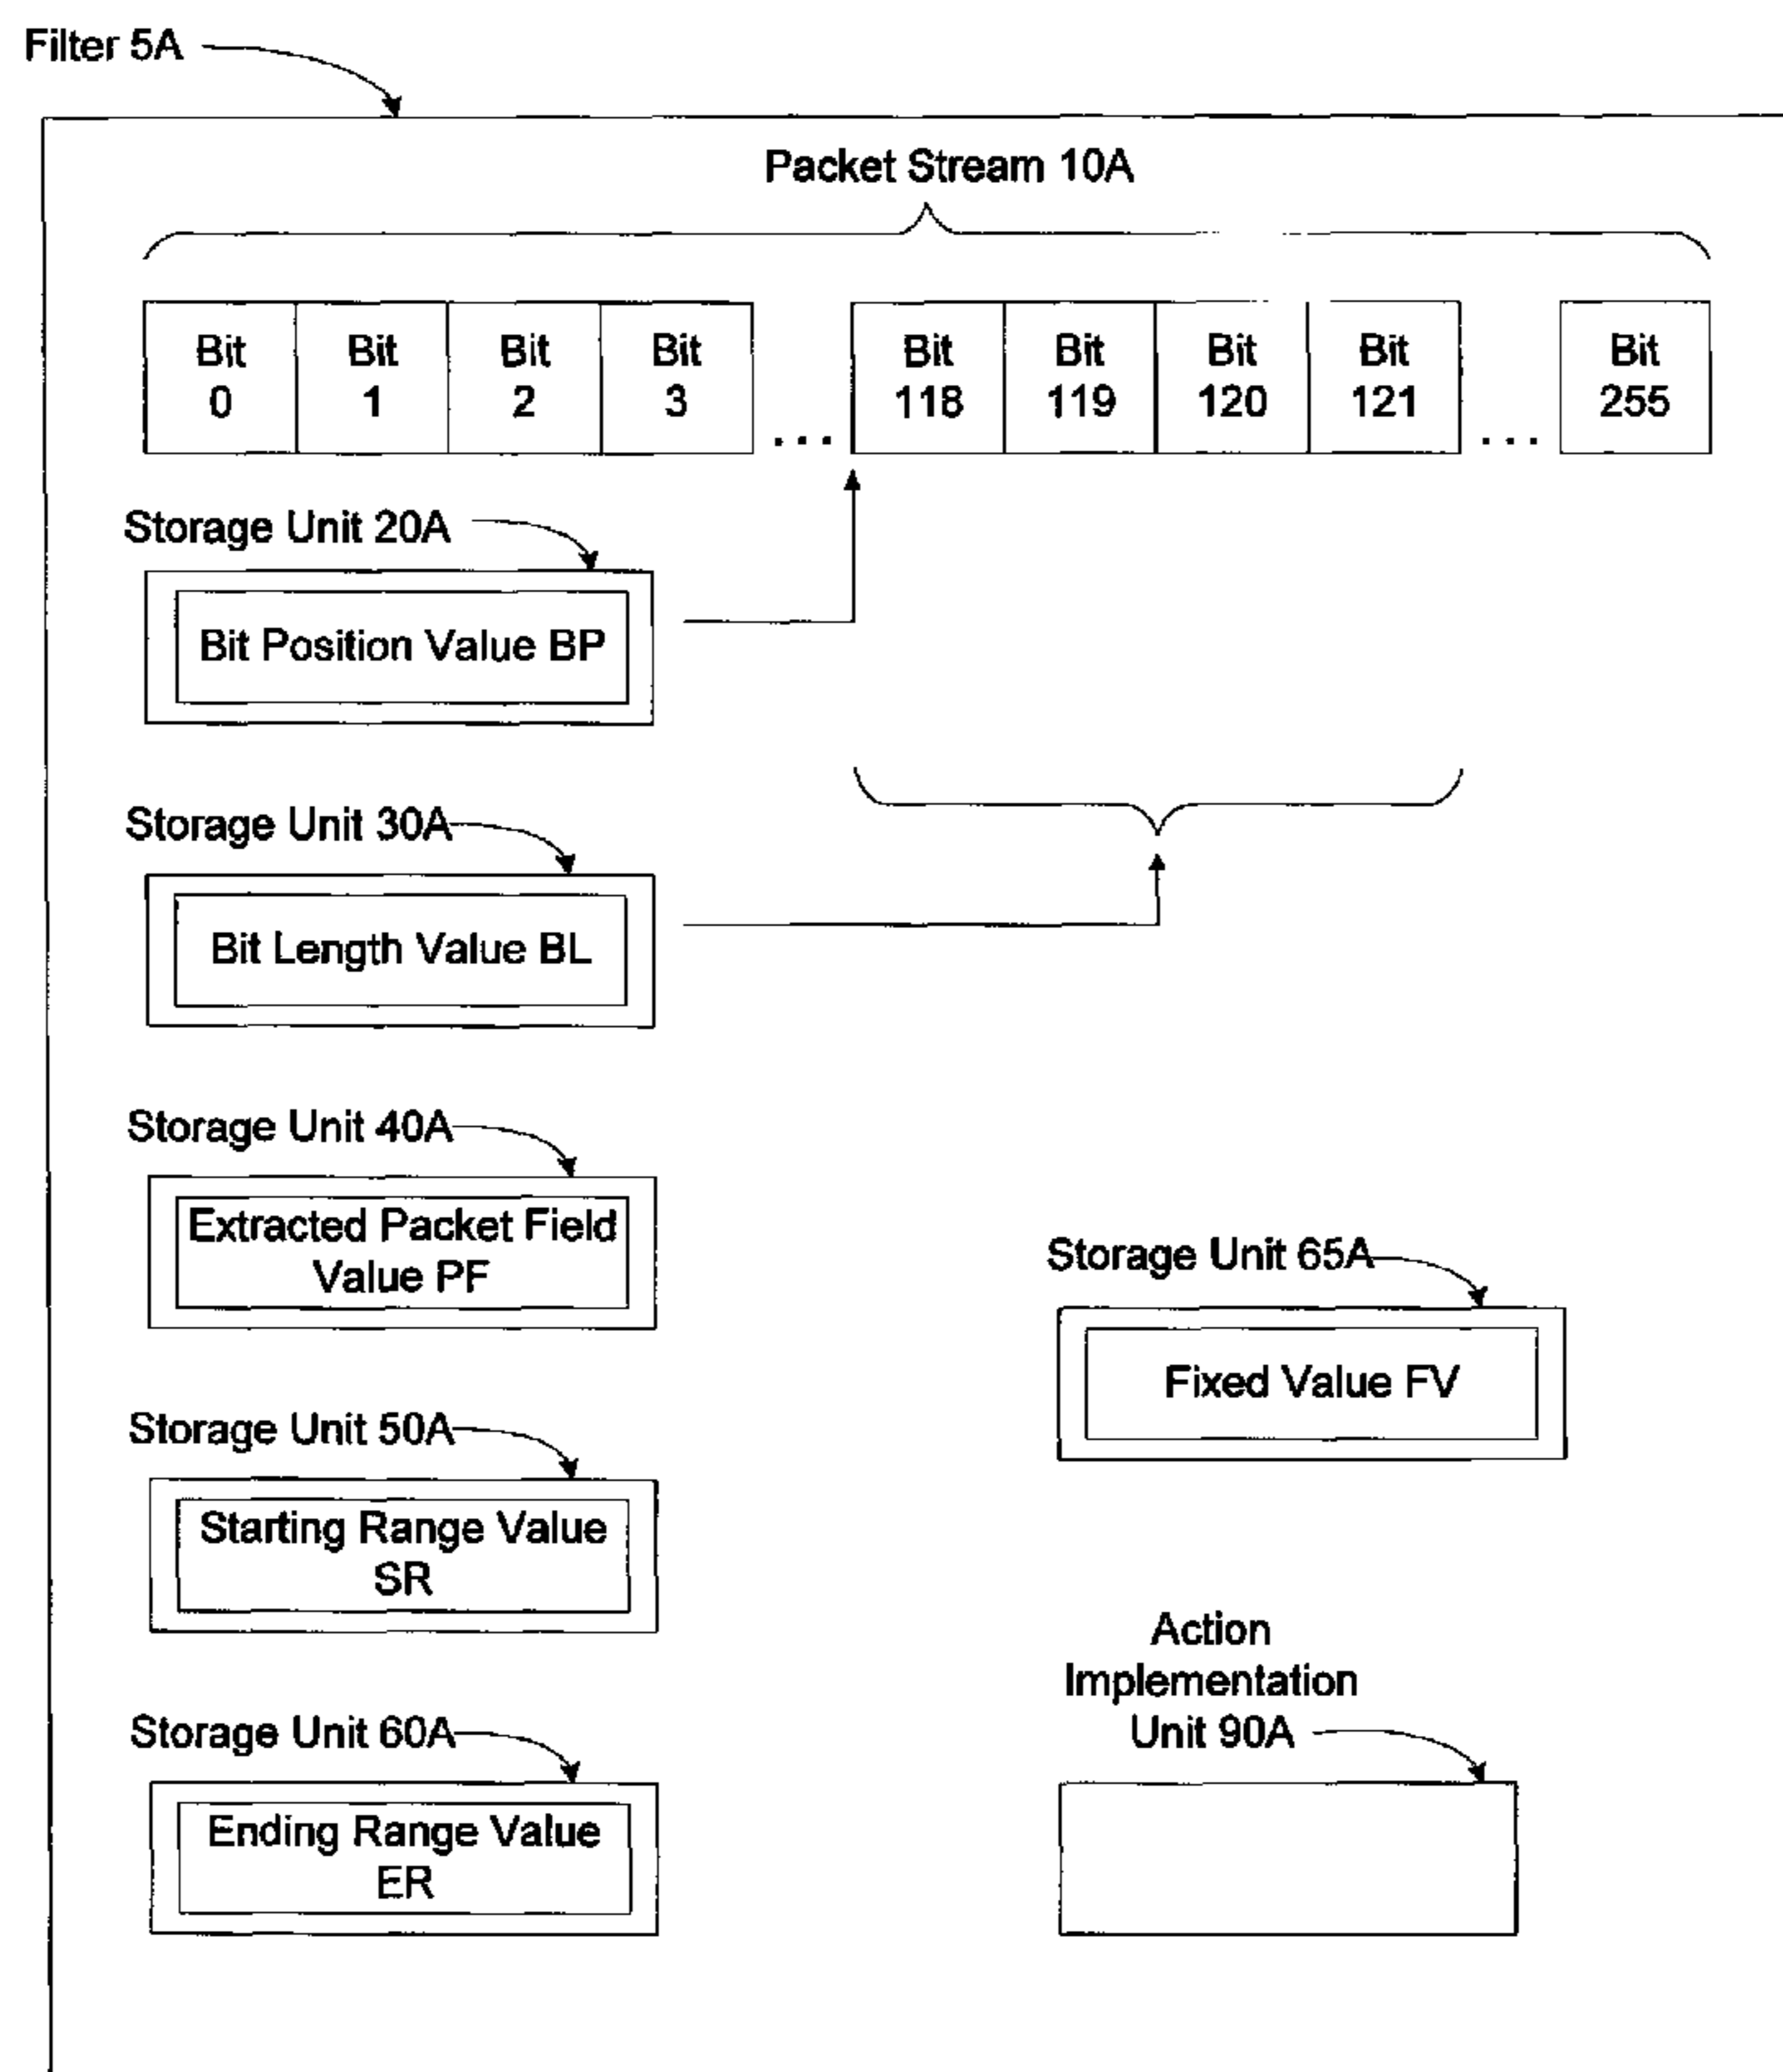 Filter 5A
Packet Stream 10A
Bit 0
Bit 1
Bit 2
Bit 3
...
Bit 118
Bit 119
Bit 120
Bit 121
...
Bit 255
Storage Unit 20A
Bit Position Value BP
Storage Unit 30A
Bit Length Value BL
Storage Unit 40A
Extracted Packet Field
Value PF
Storage Unit 65A
Fixed Value FV
Storage Unit 50A
Starting Range Value
SR
Action
Implementation
Unit 90A
Storage Unit 60A
Ending Range Value
ER